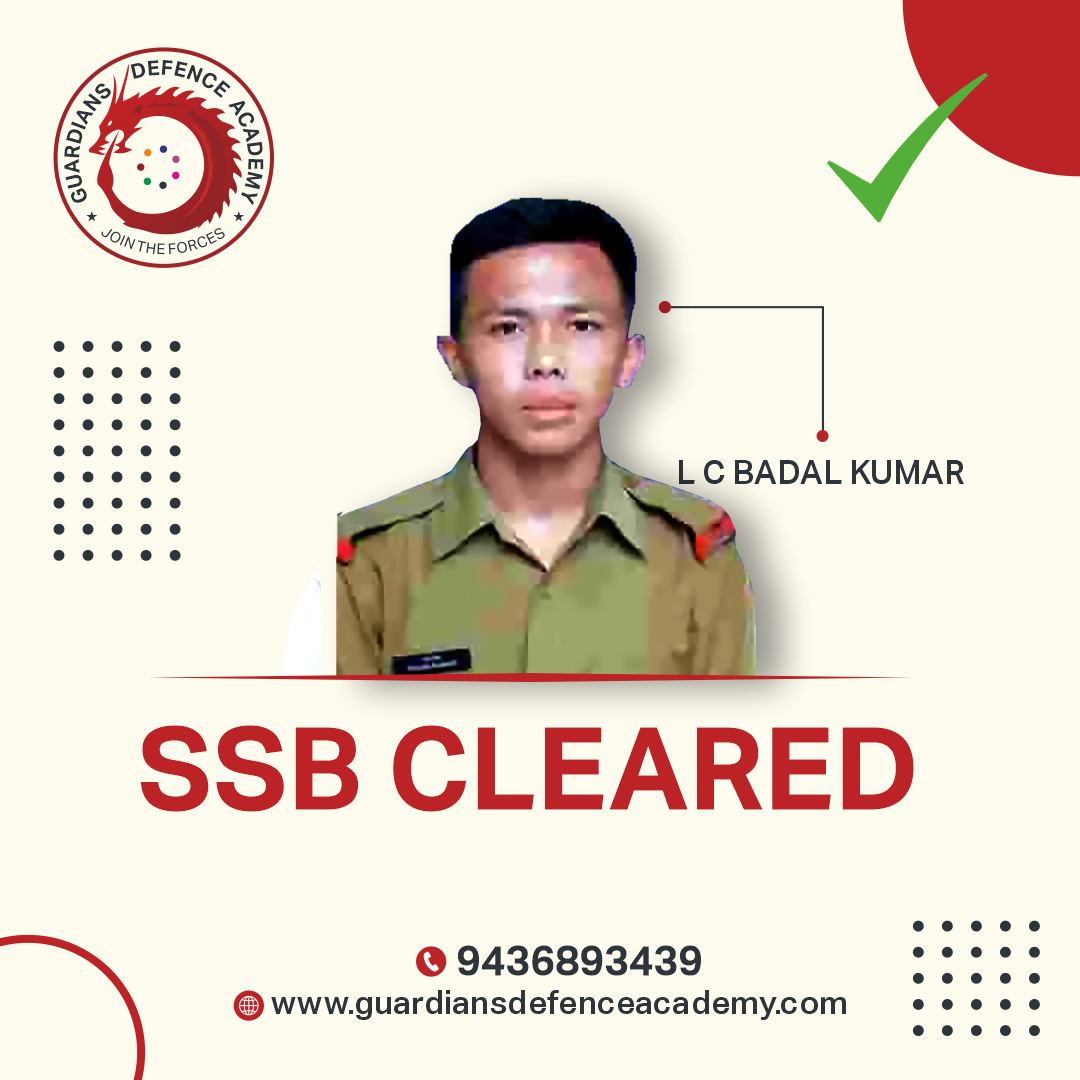 GUARDIANS DEFENCE ACADEMY
JOIN THE FORCES
L C BADAL KUMAR
SSB CLEARED
9436893439
www.guardiansdefenceacademy.com